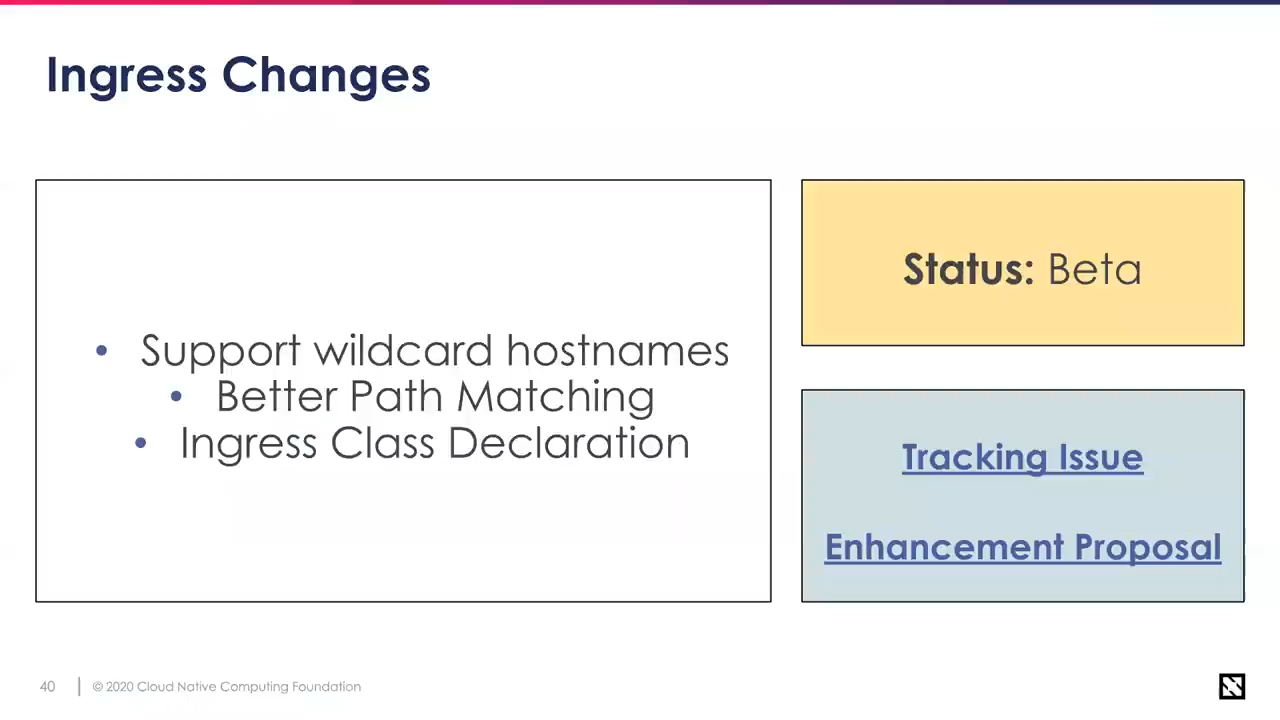 Ingress Changes
• Support wildcard hostnames
• Better Path Matching
• Ingress Class Declaration
Status: Beta
Tracking Issue
Enhancement Proposal
40 | © 2020 Cloud Native Computing Foundation